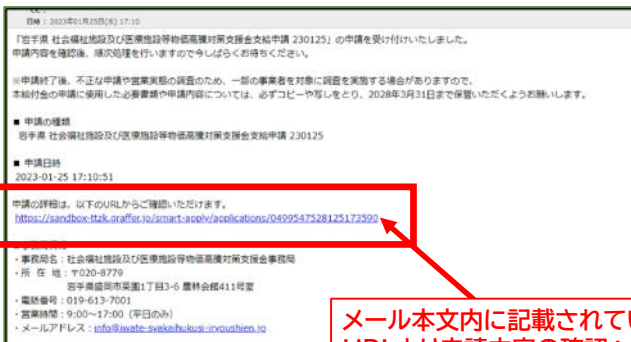 日時：2023年01月25日(水) 17:10
「岩手県 社会福祉施設及び医療施設等物価高騰対策支援金支給申請 230125」の申請を受け付けいたしました。
申請内容を確認後、順次処理を行いますので今しばらくお待ちください。
※申請終了後、不正な申請や営業実態の調査のため、一部の事業者を対象に調査を実施する場合がありますので、
本給付金の申請に使用した必要書類や申請内容については、必ずコピーや写しをとり、2028年3月31日まで保管いただくようお願いします。
■ 申請の種類
岩手県 社会福祉施設及び医療施設等物価高騰対策支援金支給申請 230125
■ 申請日時
2023-01-25 17:10:51
申請の詳細は、以下のURLからご確認いただけます。
https://sandbox-ttzk.graffer.jp/smart-apply/applications/0499547528125173590
・事務局名：社会福祉施設及び医療施設等物価高騰対策支援金事務局
・所 在 地：〒020-8779
岩手県盛岡市菜園1丁目3-6 農林会館411号室
・電話番号：019-613-7001
・営業時間：9:00～17:00（平日のみ）
・メールアドレス：info@iwate-syakaihukusi-iryoushien.jp
メール本文内に記載されてい